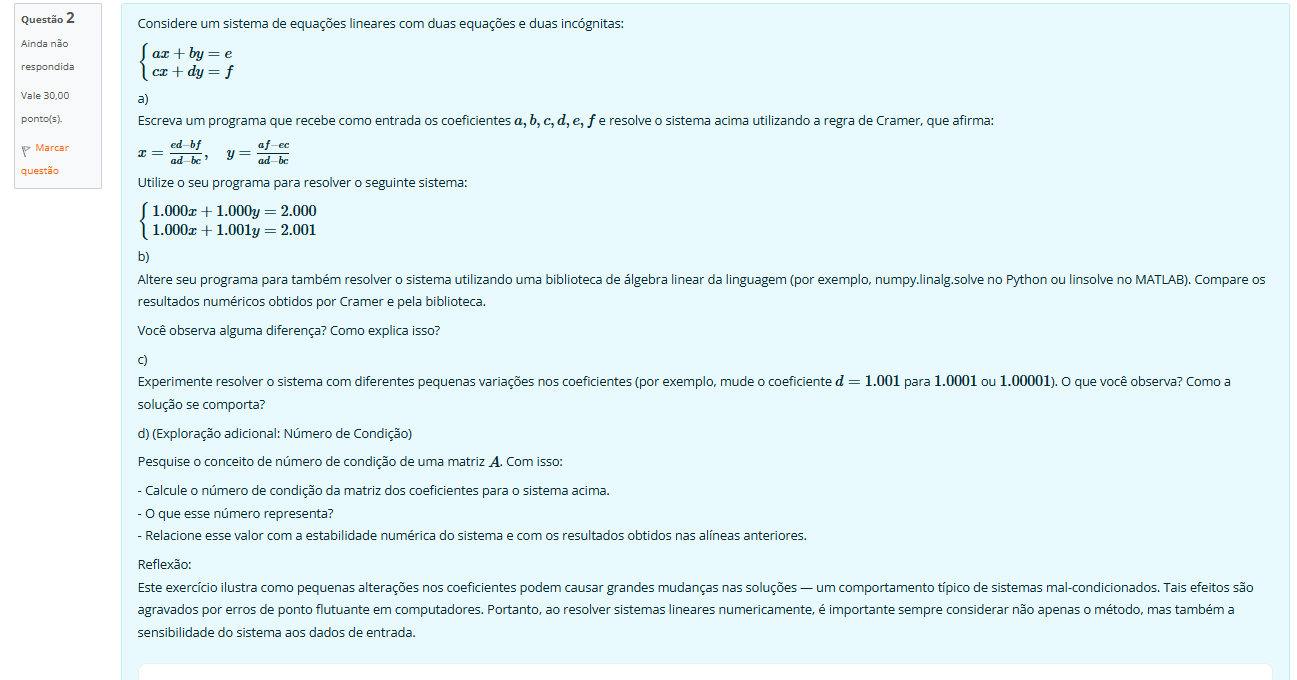 Questão 2
Ainda não
respondida
Vale 30,00
ponto(s).
Marcar
questão
Considere um sistema de equações lineares com duas equações e duas incógnitas:
{ ax + by = e
cx + dy = f
a)
Escreva um programa que recebe como entrada os coeficientes a, b, c, d, e, f e resolve o sistema acima utilizando a regra de Cramer, que afirma:
x = \frac{ed−bf}{ad−bc}, y = \frac{af−ec}{ad−bc}
Utilize o seu programa para resolver o seguinte sistema:
{ 1.000x + 1.000y = 2.000
1.000x + 1.001y = 2.001
b)
Altere seu programa para também resolver o sistema utilizando uma biblioteca de álgebra linear da linguagem (por exemplo, numpy.linalg.solve no Python ou linsolve no MATLAB). Compare os
resultados numéricos obtidos por Cramer e pela biblioteca.
Você observa alguma diferença? Como explica isso?
c)
Experimente resolver o sistema com diferentes pequenas variações nos coeficientes (por exemplo, mude o coeficiente d = 1.001 para 1.0001 ou 1.00001). O que você observa? Como a
solução se comporta?
d) (Exploração adicional: Número de Condição)
Pesquise o conceito de número de condição de uma matriz A. Com isso:
- Calcule o número de condição da matriz dos coeficientes para o sistema acima.
- O que esse número representa?
- Relacione esse valor com a estabilidade numérica do sistema e com os resultados obtidos nas alíneas anteriores.
Reflexão:
Este exercício ilustra como pequenas alterações nos coeficientes podem causar grandes mudanças nas soluções — um comportamento típico de sistemas mal-condicionados. Tais efeitos são
agravados por erros de ponto flutuante em computadores. Portanto, ao resolver sistemas lineares numericamente, é importante sempre considerar não apenas o método, mas também a
sensibilidade do sistema aos dados de entrada.